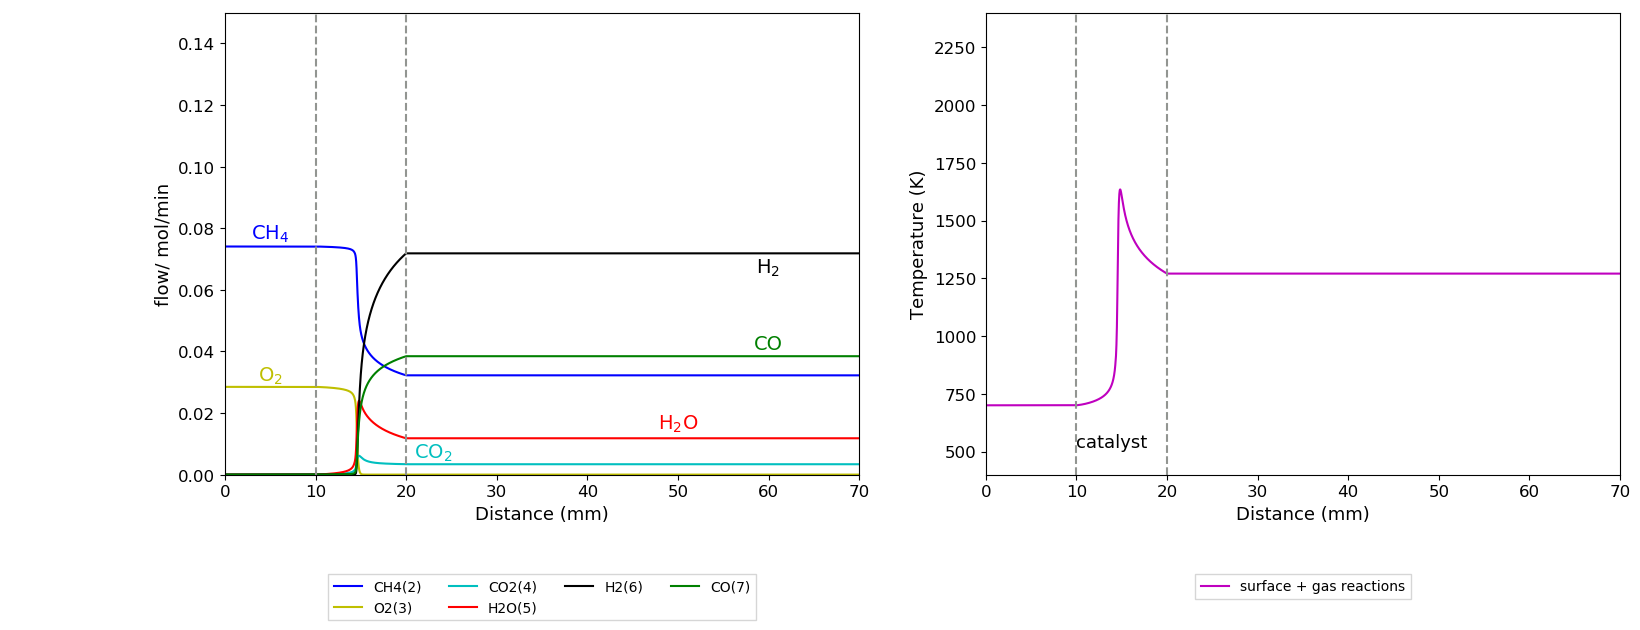 0.14
0.12
0.10
0.08
0.06
0.04
0.02
0.00
flow/ mol/min
CH₄
O₂
H₂
CO
H₂O
CO₂
0 10 20 30 40 50 60 70
Distance (mm)
CH4(2) CO2(4) H2(6) CO(7)
O2(3) H2O(5)
2250
2000
1750
1500
1250
1000
750
500
Temperature (K)
catalyst
0 10 20 30 40 50 60 70
Distance (mm)
surface + gas reactions